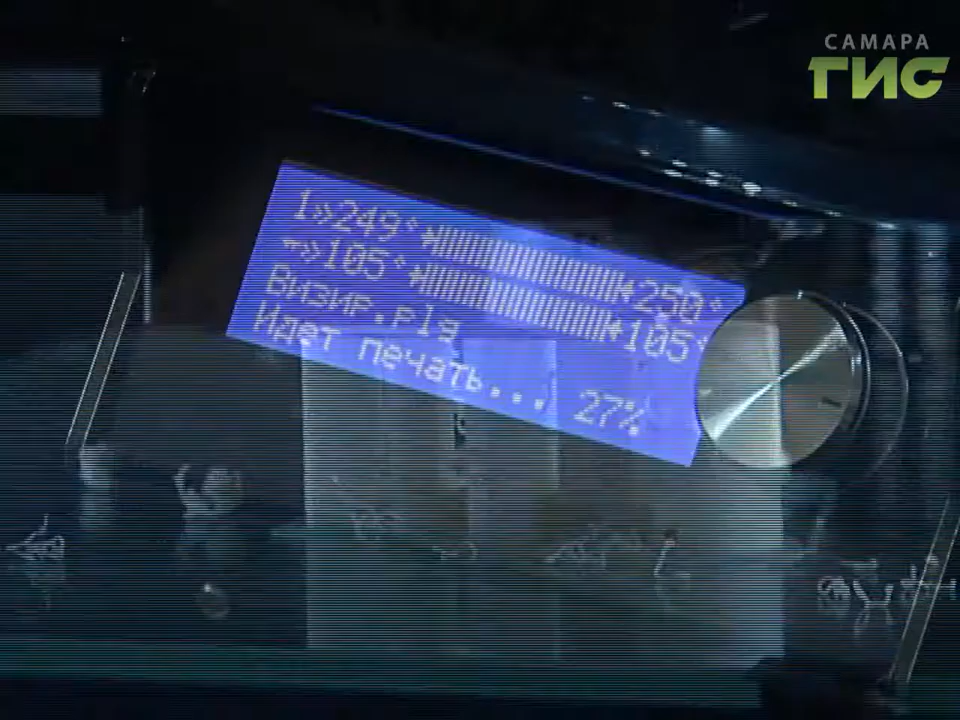 САМАРА
ГИС
1»249° 250°
»105° 105°
Визир.plg
Идет печать... 27%